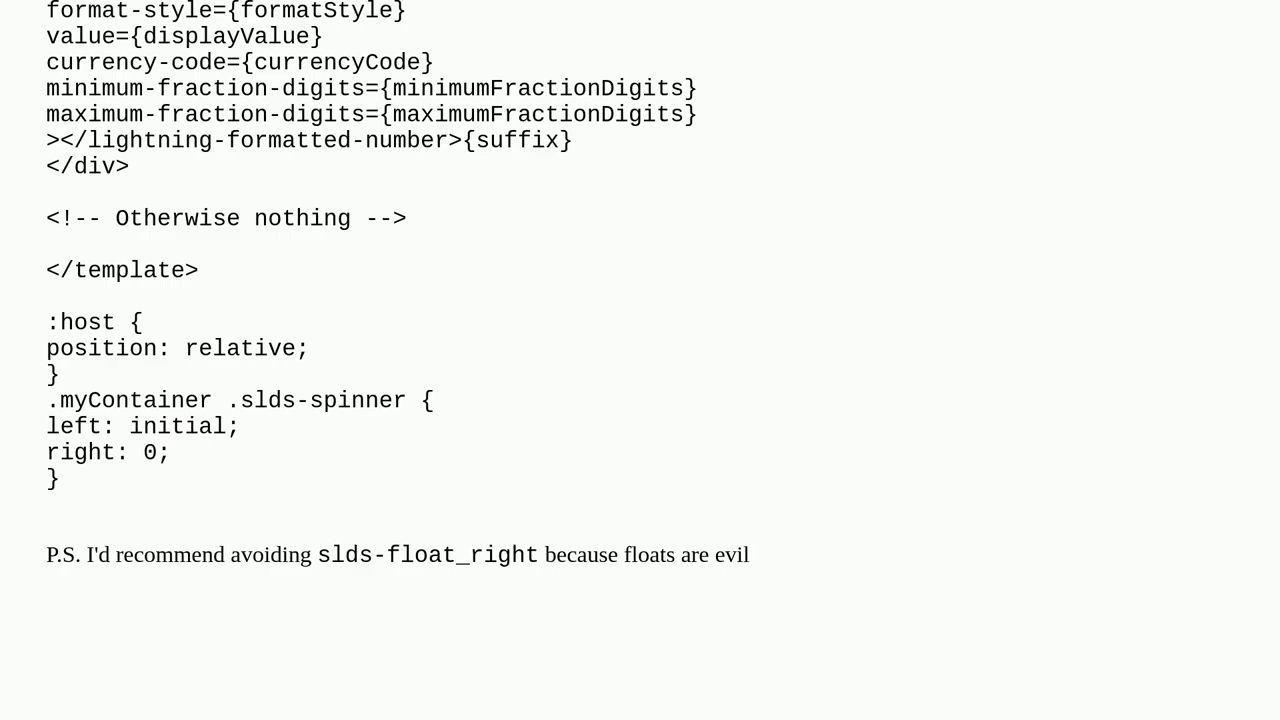 format-style={formatStyle}
value={displayValue}
currency-code={currencyCode}
minimum-fraction-digits={minimumFractionDigits}
maximum-fraction-digits={maximumFractionDigits}
></lightning-formatted-number>{suffix}
</div>

<!-- Otherwise nothing -->

</template>

:host {
position: relative;
}
.myContainer .slds-spinner {
left: initial;
right: 0;
}

P.S. I'd recommend avoiding slds-float_right because floats are evil